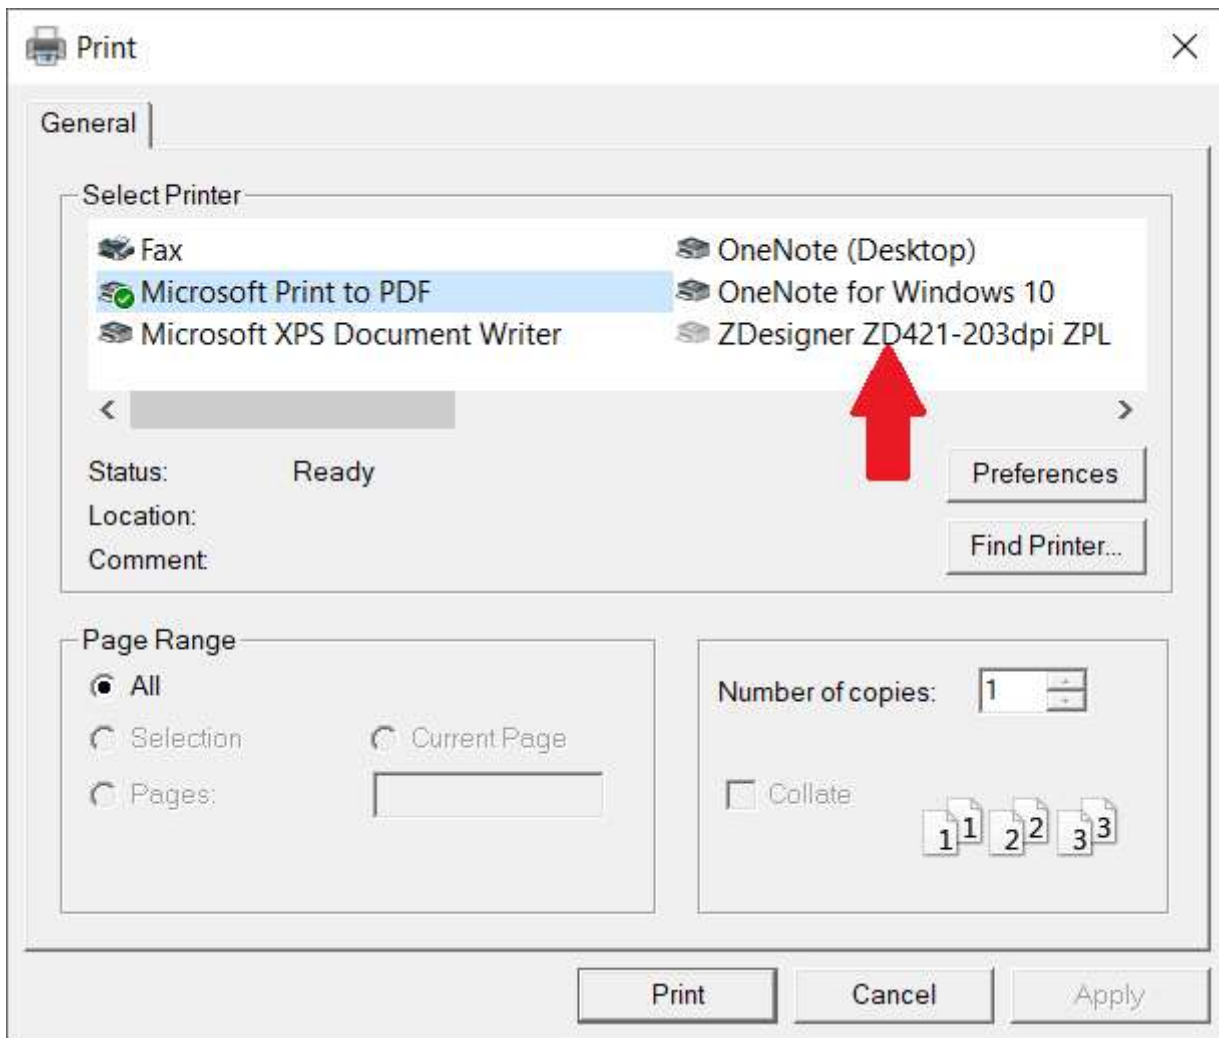 Print
General
Select Printer
Fax
OneNote (Desktop)
Microsoft Print to PDF
OneNote for Windows 10
Microsoft XPS Document Writer
ZDesigner ZD421-203dpi ZPL
Status: Ready
Preferences
Location:
Find Printer...
Comment:
Page Range
All
Number of copies: 1
Selection
Current Page
Pages:
Collate
1 1 2 2 3 3
Print
Cancel
Apply